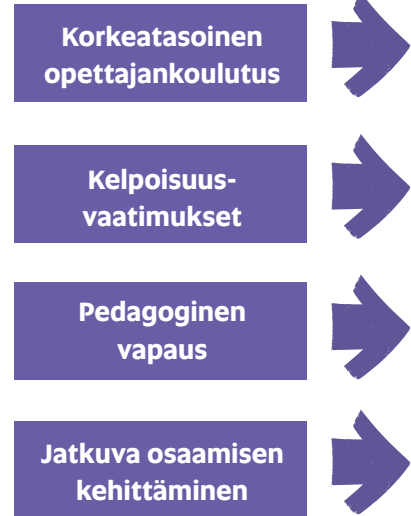 Korkeatasoinen
opettajankoulutus
Kelpoisuus-
vaatimukset
Pedagoginen
vapaus
Jatkuva osaamisen
kehittäminen